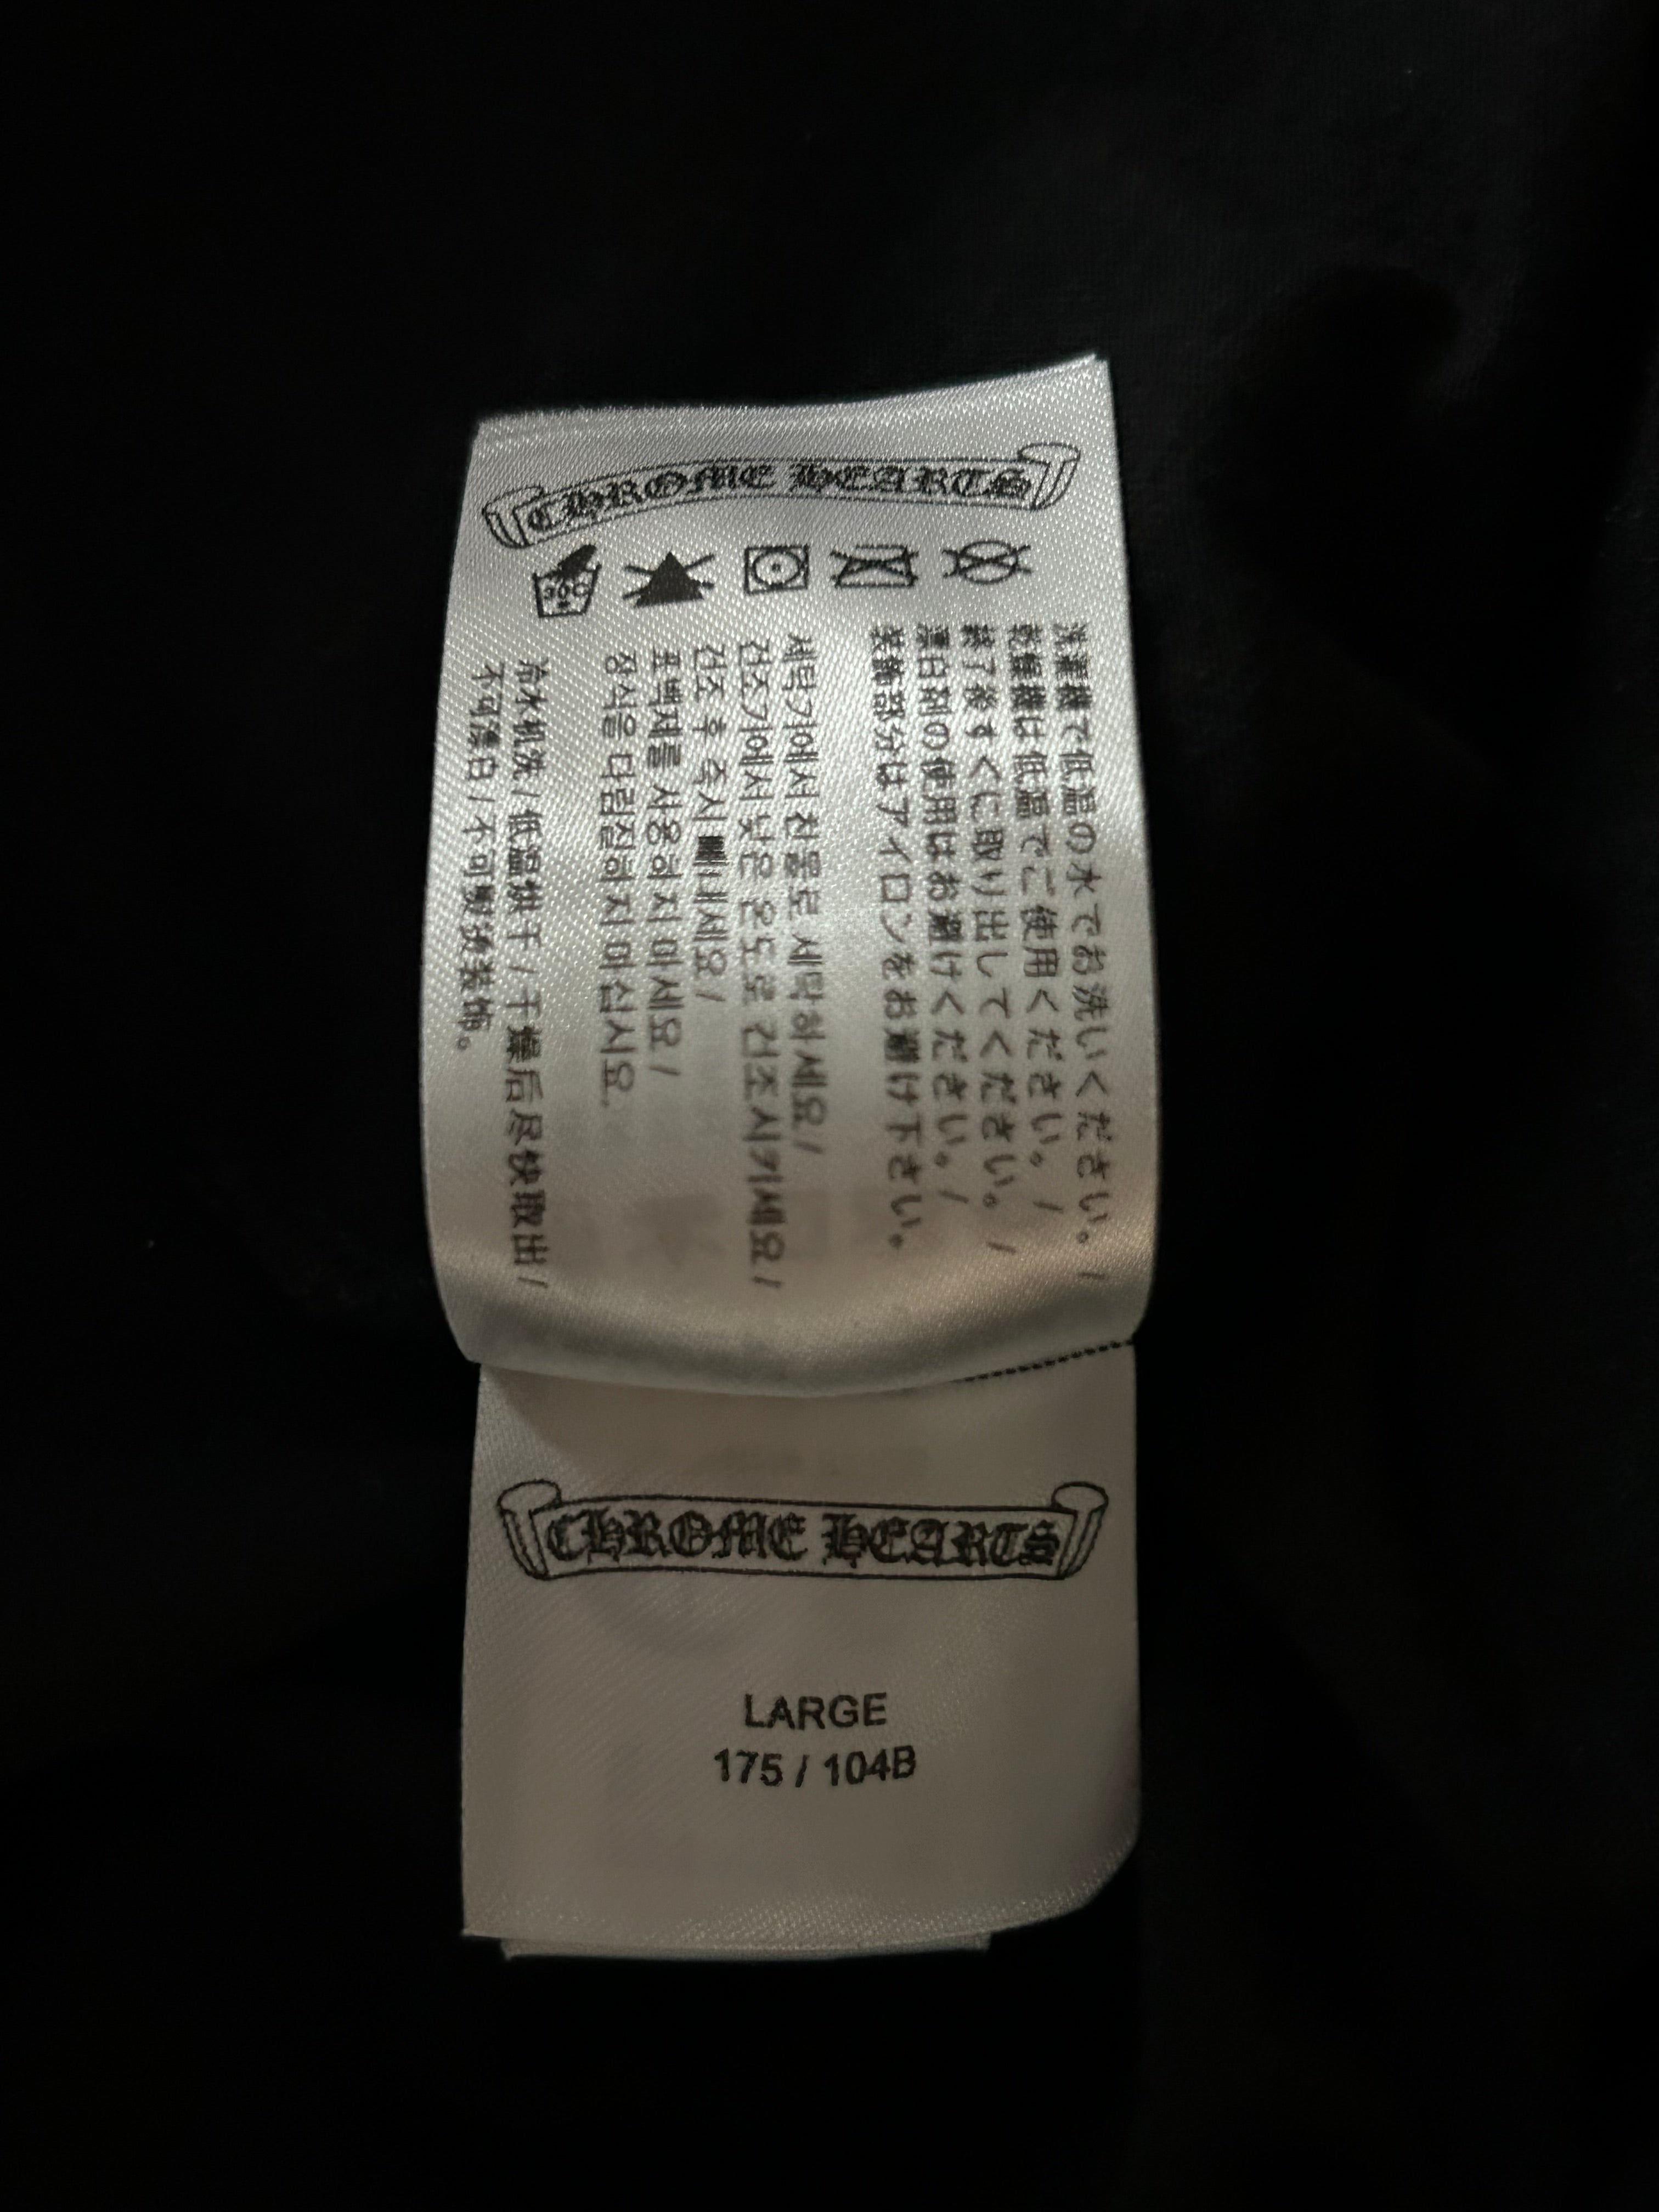 CHROME HEARTS
30C
洗濯機で低温の水でお洗いください。/
乾燥機は低温でご使用ください。/
終了後すぐに取り出してください。/
漂白剤の使用はお避けください。/
装飾部分はアイロンをお避け下さい。
세탁기에서 찬 물로 세탁하세요/
건조기에서 낮은 온도로 건조시키세요/
건조 후 즉시 빼내세요/
표백제를 사용하지 마세요/
장식을 다림질하지 마십시요.
冷水机洗/低温烘干/干燥后尽快取出/
不可漂白/不可熨烫装饰。
CHROME HEARTS
LARGE
175 / 104B